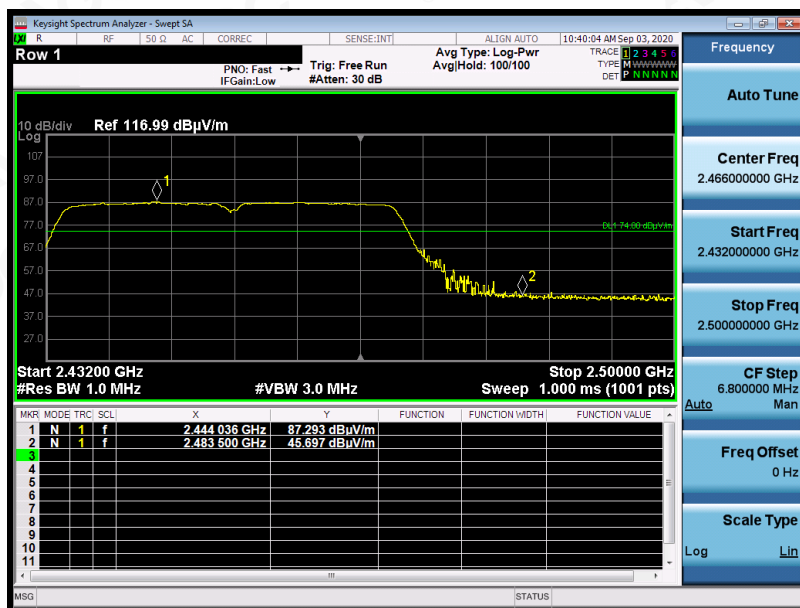 Keysight Spectrum Analyzer - Swept SA
LXI R RF 50 Ω AC CORREC SENSE:INT ALIGN AUTO 10:40:04 AM Sep 03, 2020
Row 1
PNO: Fast
IFGain:Low
Trig: Free Run
#Atten: 30 dB
Avg Type: Log-Pwr
Avg|Hold: 100/100
TRACE 1 2 3 4 5 6
TYPE M W W W W W
DET P N N N N N
10 dB/div Ref 116.99 dBµV/m
Log
107
97.0
87.0
77.0
67.0
57.0
47.0
37.0
27.0
1
DL1 74.00 dBµV/m
2
Start 2.43200 GHz Stop 2.50000 GHz
#Res BW 1.0 MHz #VBW 3.0 MHz Sweep 1.000 ms (1001 pts)
MKR MODE TRC SCL X Y FUNCTION FUNCTION WIDTH FUNCTION VALUE
1 N 1 f 2.444 036 GHz 87.293 dBµV/m
2 N 1 f 2.483 500 GHz 45.697 dBµV/m
3
4
5
6
7
8
9
10
11
MSG STATUS
Frequency
Auto Tune
Center Freq
2.466000000 GHz
Start Freq
2.432000000 GHz
Stop Freq
2.500000000 GHz
CF Step
6.800000 MHz
Auto Man
Freq Offset
0 Hz
Scale Type
Log Lin